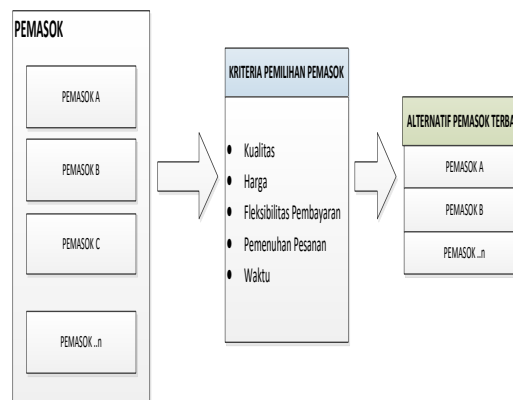 PEMASOK
PEMASOK A
PEMASOK B
PEMASOK C
PEMASOK ..n
KRITERIA PEMILIHAN PEMASOK
Kualitas
Harga
Fleksibilitas Pembayaran
Pemenuhan Pesanan
Waktu
ALTERNATIF PEMASOK
PEMASOK A
PEMASOK B
PEMASOK ..n